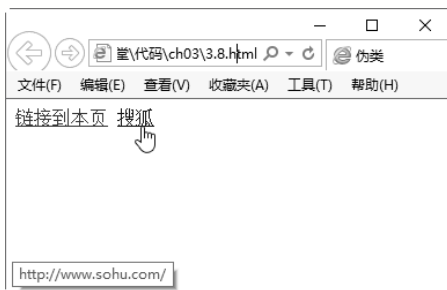 堂\代码\ch03\3.8.html
伪类
文件(F) 编辑(E) 查看(V) 收藏夹(A) 工具(T) 帮助(H)
链接到本页 搜狐
http://www.sohu.com/